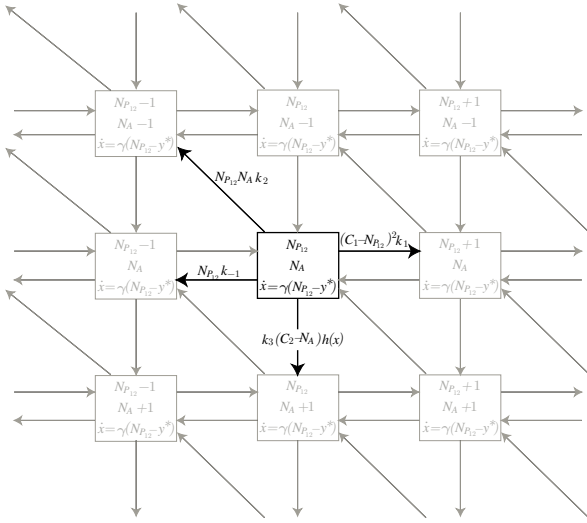 N_{P_{12}}−1
N_A−1
ẋ=γ(N_{P_{12}}−y*)
N_{P_{12}}
N_A−1
ẋ=γ(N_{P_{12}}−y*)
N_{P_{12}}+1
N_A−1
ẋ=γ(N_{P_{12}}−y*)
N_{P_{12}}N_A k_2
N_{P_{12}}−1
N_A
ẋ=γ(N_{P_{12}}−y*)
N_{P_{12}}k_{−1}
N_{P_{12}}
N_A
ẋ=γ(N_{P_{12}}−y*)
(C_1−N_{P_{12}})^2k_1
N_{P_{12}}+1
N_A
ẋ=γ(N_{P_{12}}−y*)
k_3(C_2−N_A)h(x)
N_{P_{12}}−1
N_A+1
ẋ=γ(N_{P_{12}}−y*)
N_{P_{12}}
N_A+1
ẋ=γ(N_{P_{12}}−y*)
N_{P_{12}}+1
N_A+1
ẋ=γ(N_{P_{12}}−y*)